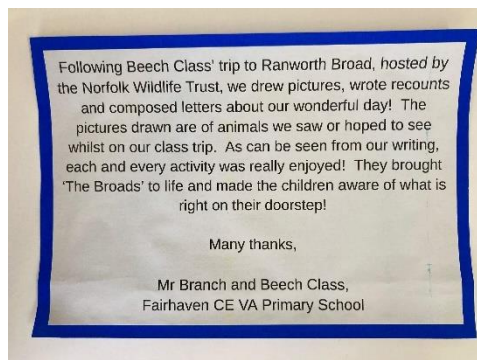 Following Beech Class' trip to Ranworth Broad, hosted by
the Norfolk Wildlife Trust, we drew pictures, wrote recounts
and composed letters about our wonderful day! The
pictures drawn are of animals we saw or hoped to see
whilst on our class trip. As can be seen from our writing,
each and every activity was really enjoyed! They brought
'The Broads' to life and made the children aware of what is
right on their doorstep!
Many thanks,
Mr Branch and Beech Class,
Fairhaven CE VA Primary School